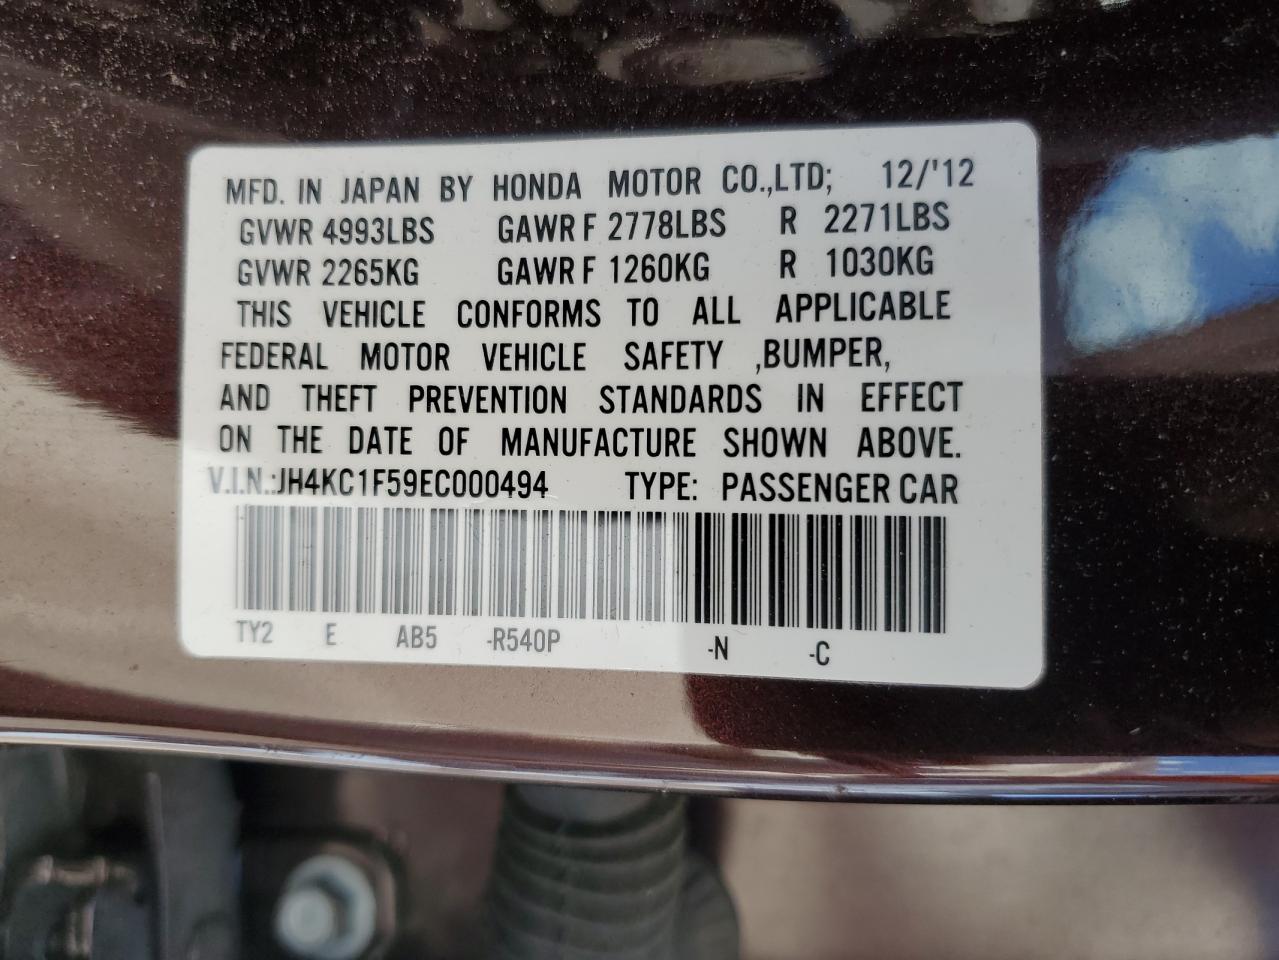 MFD. IN JAPAN BY HONDA MOTOR CO.,LTD; 12/'12
GVWR 4993LBS GAWR F 2778LBS R 2271LBS
GVWR 2265KG GAWR F 1260KG R 1030KG
THIS VEHICLE CONFORMS TO ALL APPLICABLE
FEDERAL MOTOR VEHICLE SAFETY ,BUMPER,
AND THEFT PREVENTION STANDARDS IN EFFECT
ON THE DATE OF MANUFACTURE SHOWN ABOVE.
V.I.N.:JH4KC1F59EC000494 TYPE: PASSENGER CAR
TY2 E AB5 -R540P -N -C